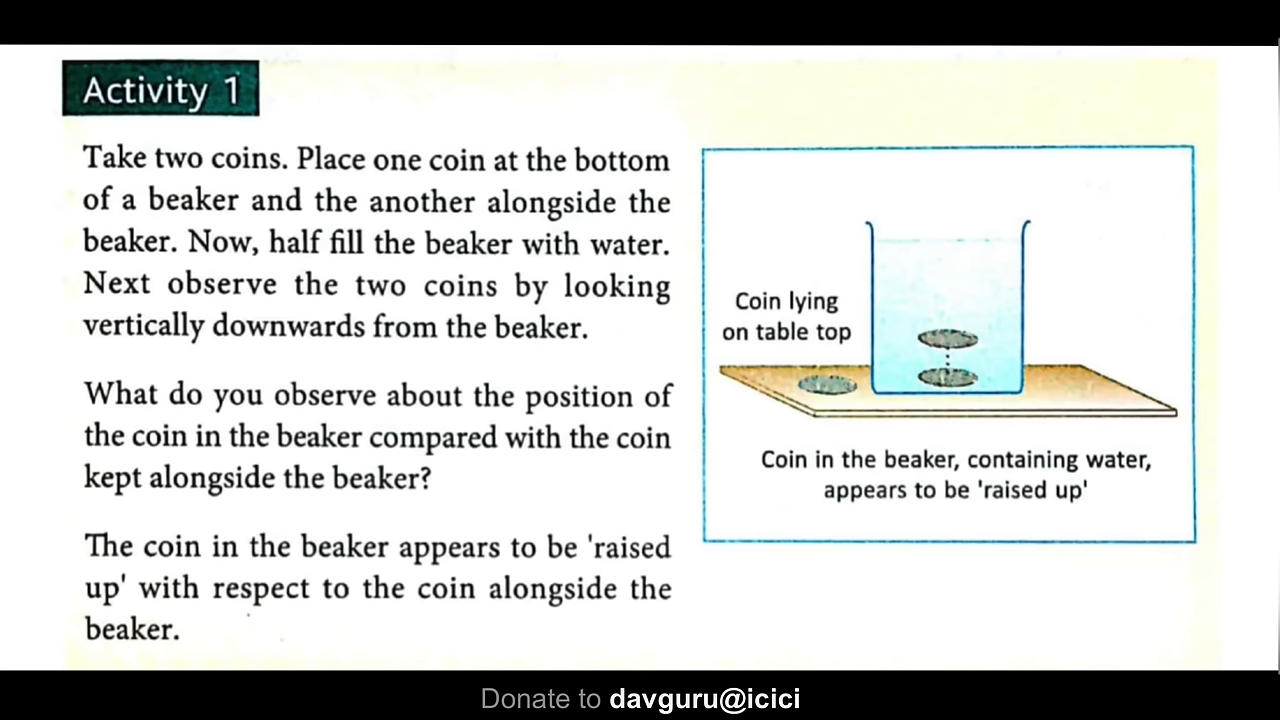 Activity 1
Take two coins. Place one coin at the bottom
of a beaker and the another alongside the
beaker. Now, half fill the beaker with water.
Next observe the two coins by looking
vertically downwards from the beaker.
What do you observe about the position of
the coin in the beaker compared with the coin
kept alongside the beaker?
The coin in the beaker appears to be 'raised
up' with respect to the coin alongside the
beaker.
Coin lying
on table top
Coin in the beaker, containing water,
appears to be 'raised up'
Donate to davguru@icici